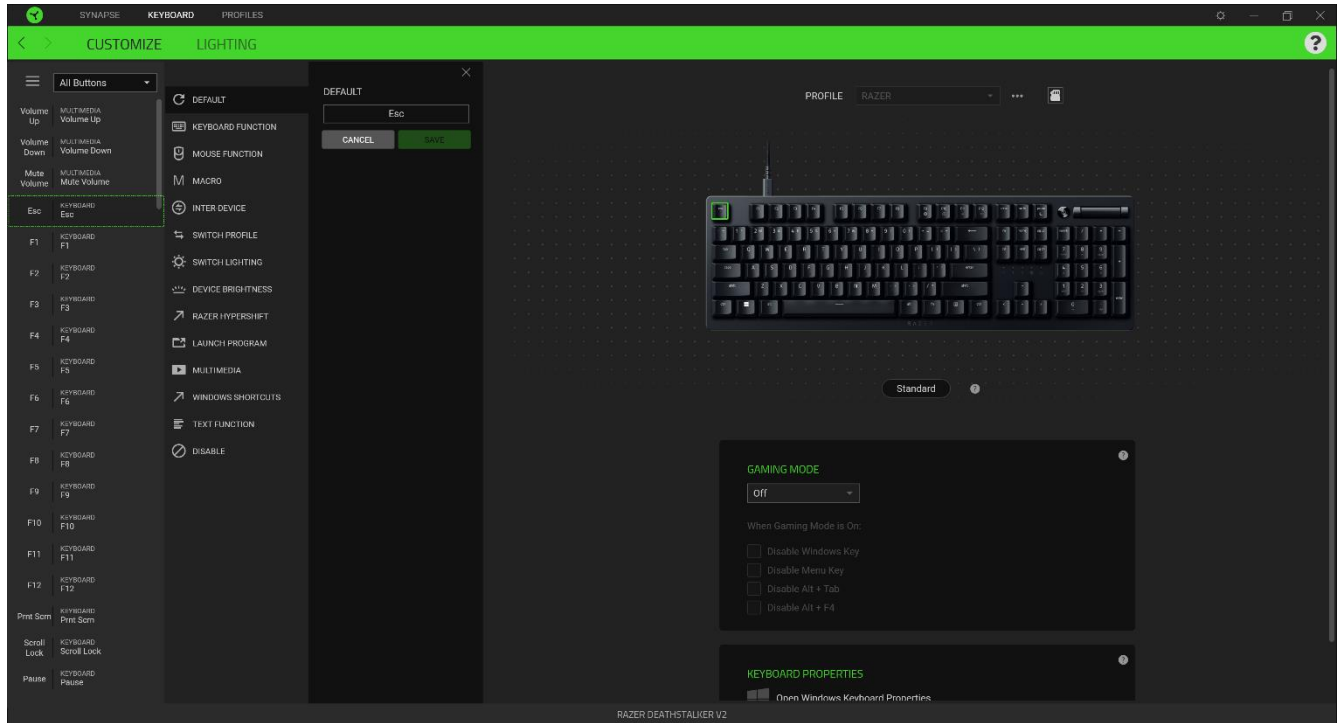 SYNAPSE KEYBOARD PROFILES
CUSTOMIZE LIGHTING ?
All Buttons
Volume Up MULTIMEDIA Volume Up
Volume Down MULTIMEDIA Volume Down
Mute Volume MULTIMEDIA Mute Volume
Esc KEYBOARD Esc
F1 KEYBOARD F1
F2 KEYBOARD F2
F3 KEYBOARD F3
F4 KEYBOARD F4
F5 KEYBOARD F5
F6 KEYBOARD F6
F7 KEYBOARD F7
F8 KEYBOARD F8
F9 KEYBOARD F9
F10 KEYBOARD F10
F11 KEYBOARD F11
F12 KEYBOARD F12
Prnt Scrn KEYBOARD Prnt Scrn
Scroll Lock KEYBOARD Scroll Lock
Pause KEYBOARD Pause
DEFAULT
KEYBOARD FUNCTION
MOUSE FUNCTION
MACRO
INTER-DEVICE
SWITCH PROFILE
SWITCH LIGHTING
DEVICE BRIGHTNESS
RAZER HYPERSHIFT
LAUNCH PROGRAM
MULTIMEDIA
WINDOWS SHORTCUTS
TEXT FUNCTION
DISABLE
DEFAULT
Esc
CANCEL SAVE
PROFILE RAZER
Standard ?
GAMING MODE ?
Off
When Gaming Mode is On:
Disable Windows Key
Disable Menu Key
Disable Alt + Tab
Disable Alt + F4
KEYBOARD PROPERTIES ?
Open Windows Keyboard Properties
RAZER DEATHSTALKER V2